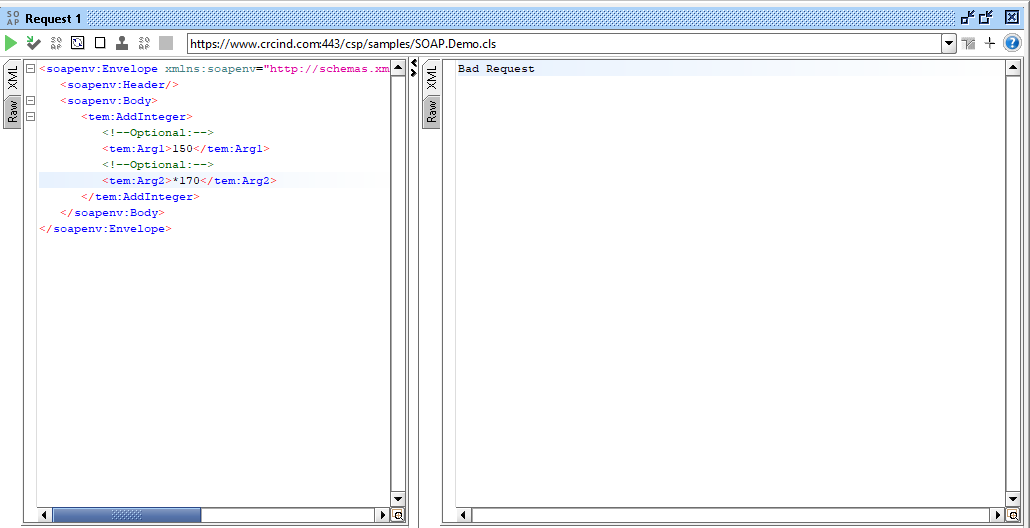 SO AP Request 1
https://www.crcind.com:443/csp/samples/SOAP.Demo.cls
XML
Raw
<soapenv:Envelope xmlns:soapenv="http://schemas.xm
<soapenv:Header/>
<soapenv:Body>
<tem:AddInteger>
<!--Optional:-->
<tem:Arg1>150</tem:Arg1>
<!--Optional:-->
<tem:Arg2>*170</tem:Arg2>
</tem:AddInteger>
</soapenv:Body>
</soapenv:Envelope>
XML
Raw
Bad Request